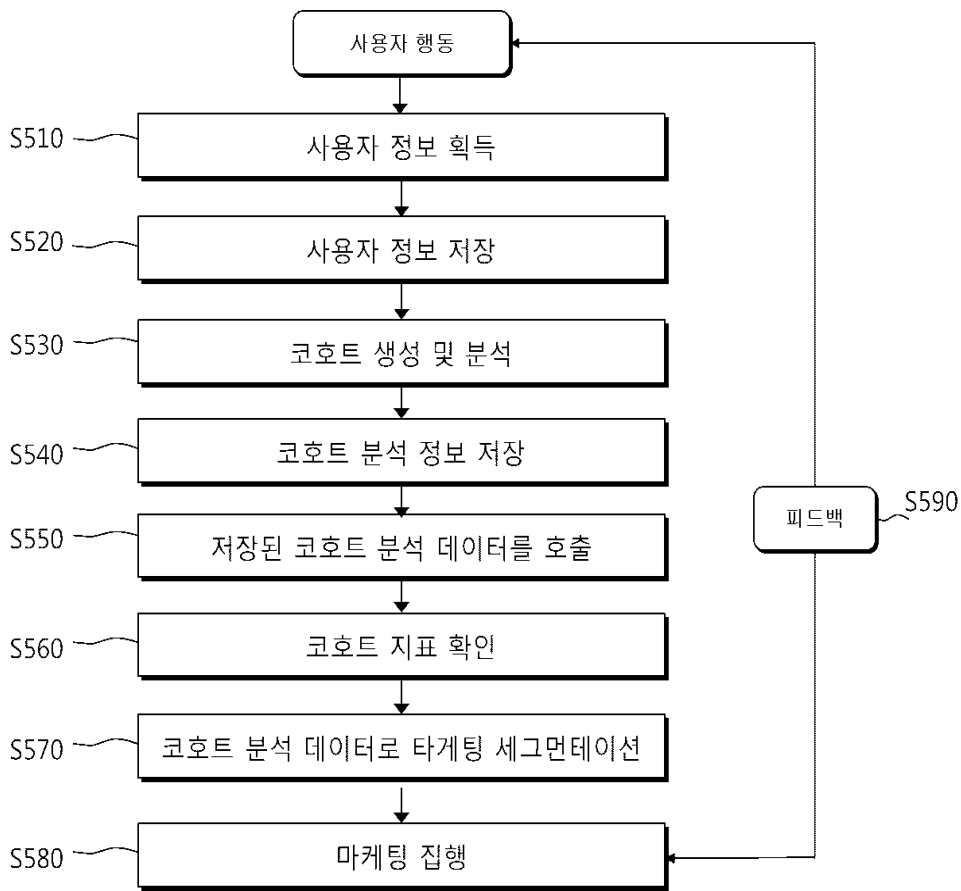 사용자 행동
S510
사용자 정보 획득
S520
사용자 정보 저장
S530
코호트 생성 및 분석
S540
코호트 분석 정보 저장
S550
저장된 코호트 분석 데이터를 호출
S560
코호트 지표 확인
S570
코호트 분석 데이터로 타게팅 세그먼테이션
S580
마케팅 집행
피드백
S590